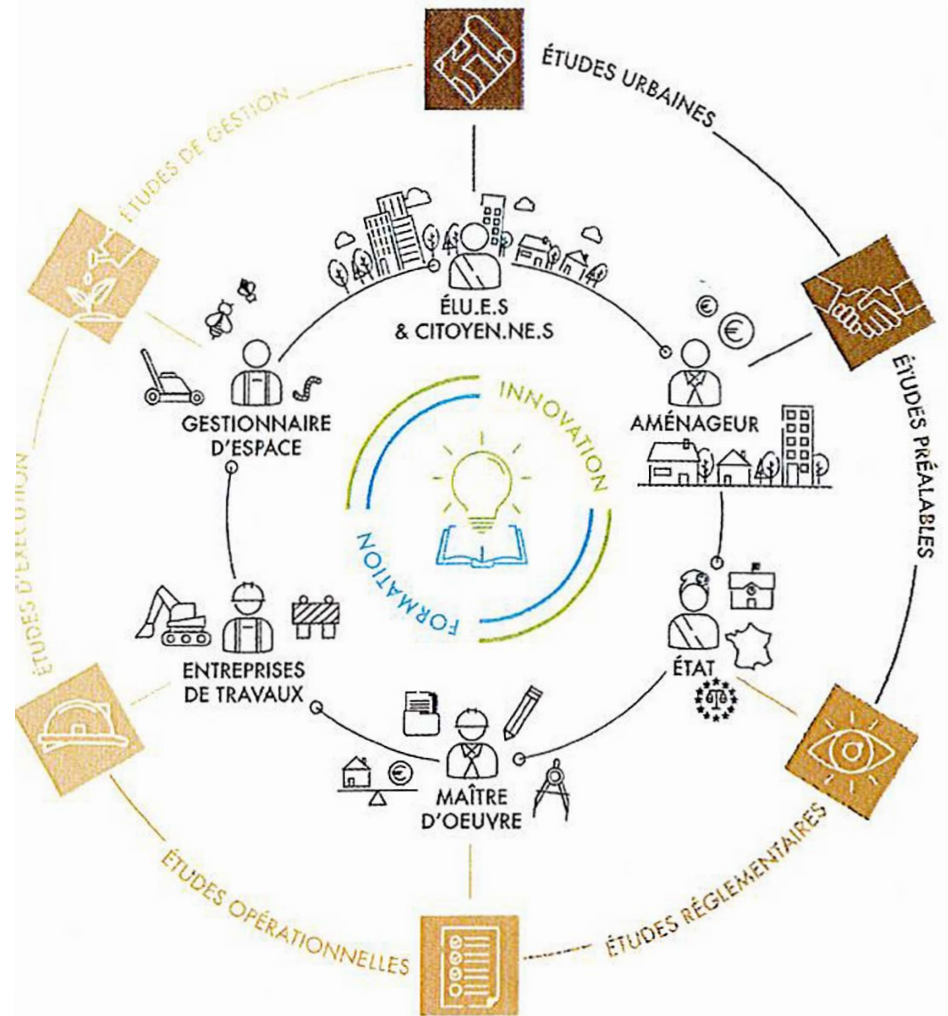 ÉTUDES URBAINES
ÉTUDES PRÉALABLES
ÉTUDES RÉGLEMENTAIRES
ÉTUDES OPÉRATIONNELLES
ÉTUDES D'EXÉCUTION
ÉTUDES DE GESTION
ÉLU.E.S
& CITOYEN.NE.S
AMÉNAGEUR
ÉTAT
MAÎTRE
D'OEUVRE
ENTREPRISES
DE TRAVAUX
GESTIONNAIRE
D'ESPACE
INNOVATION
FORMATION